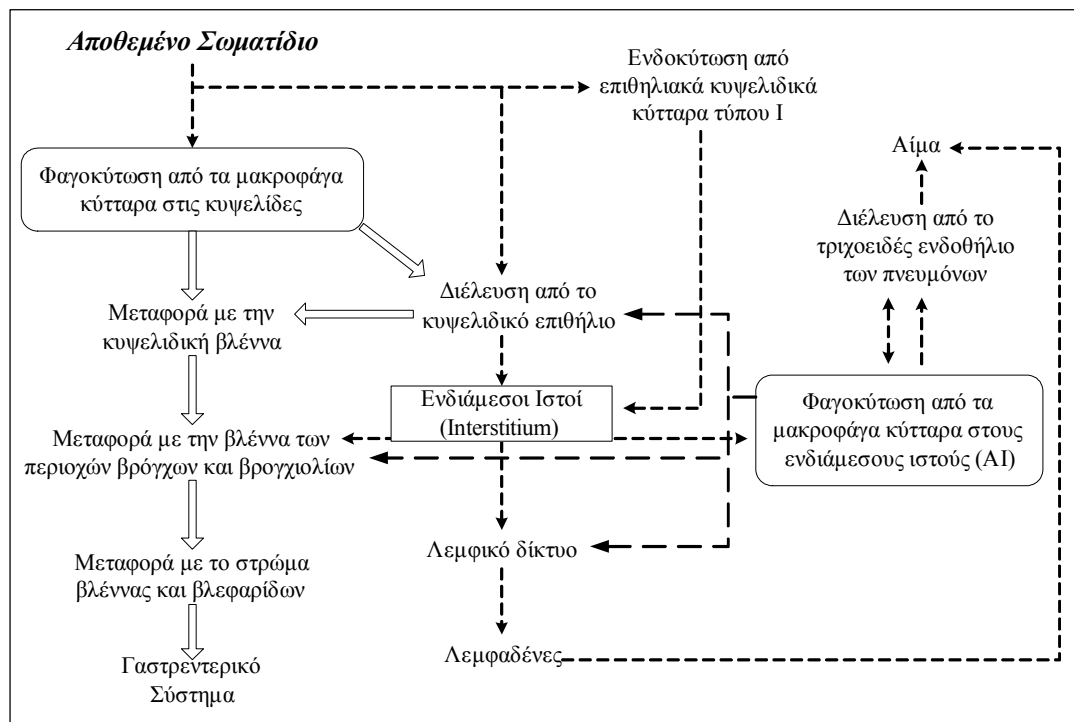 Αποθεμένο Σωματίδιο
Ενδοκύτωση από
επιθηλιακά κυψελιδικά
κύτταρα τύπου Ι
Αίμα
Φαγοκύτωση από τα μακροφάγα
κύτταρα στις κυψελίδες
Διέλευση από το
τριχοειδές ενδοθήλιο
των πνευμόνων
Διέλευση από το
κυψελιδικό επιθήλιο
Μεταφορά με την
κυψελιδική βλέννα
Ενδιάμεσοι Ιστοί
(Interstitium)
Φαγοκύτωση από τα
μακροφάγα κύτταρα στους
ενδιάμεσους ιστούς (ΑΙ)
Μεταφορά με την βλέννα των
περιοχών βρόγχων και βρογχιολίων
Λεμφικό δίκτυο
Μεταφορά με το στρώμα
βλέννας και βλεφαρίδων
Λεμφαδένες
Γαστρεντερικό
Σύστημα